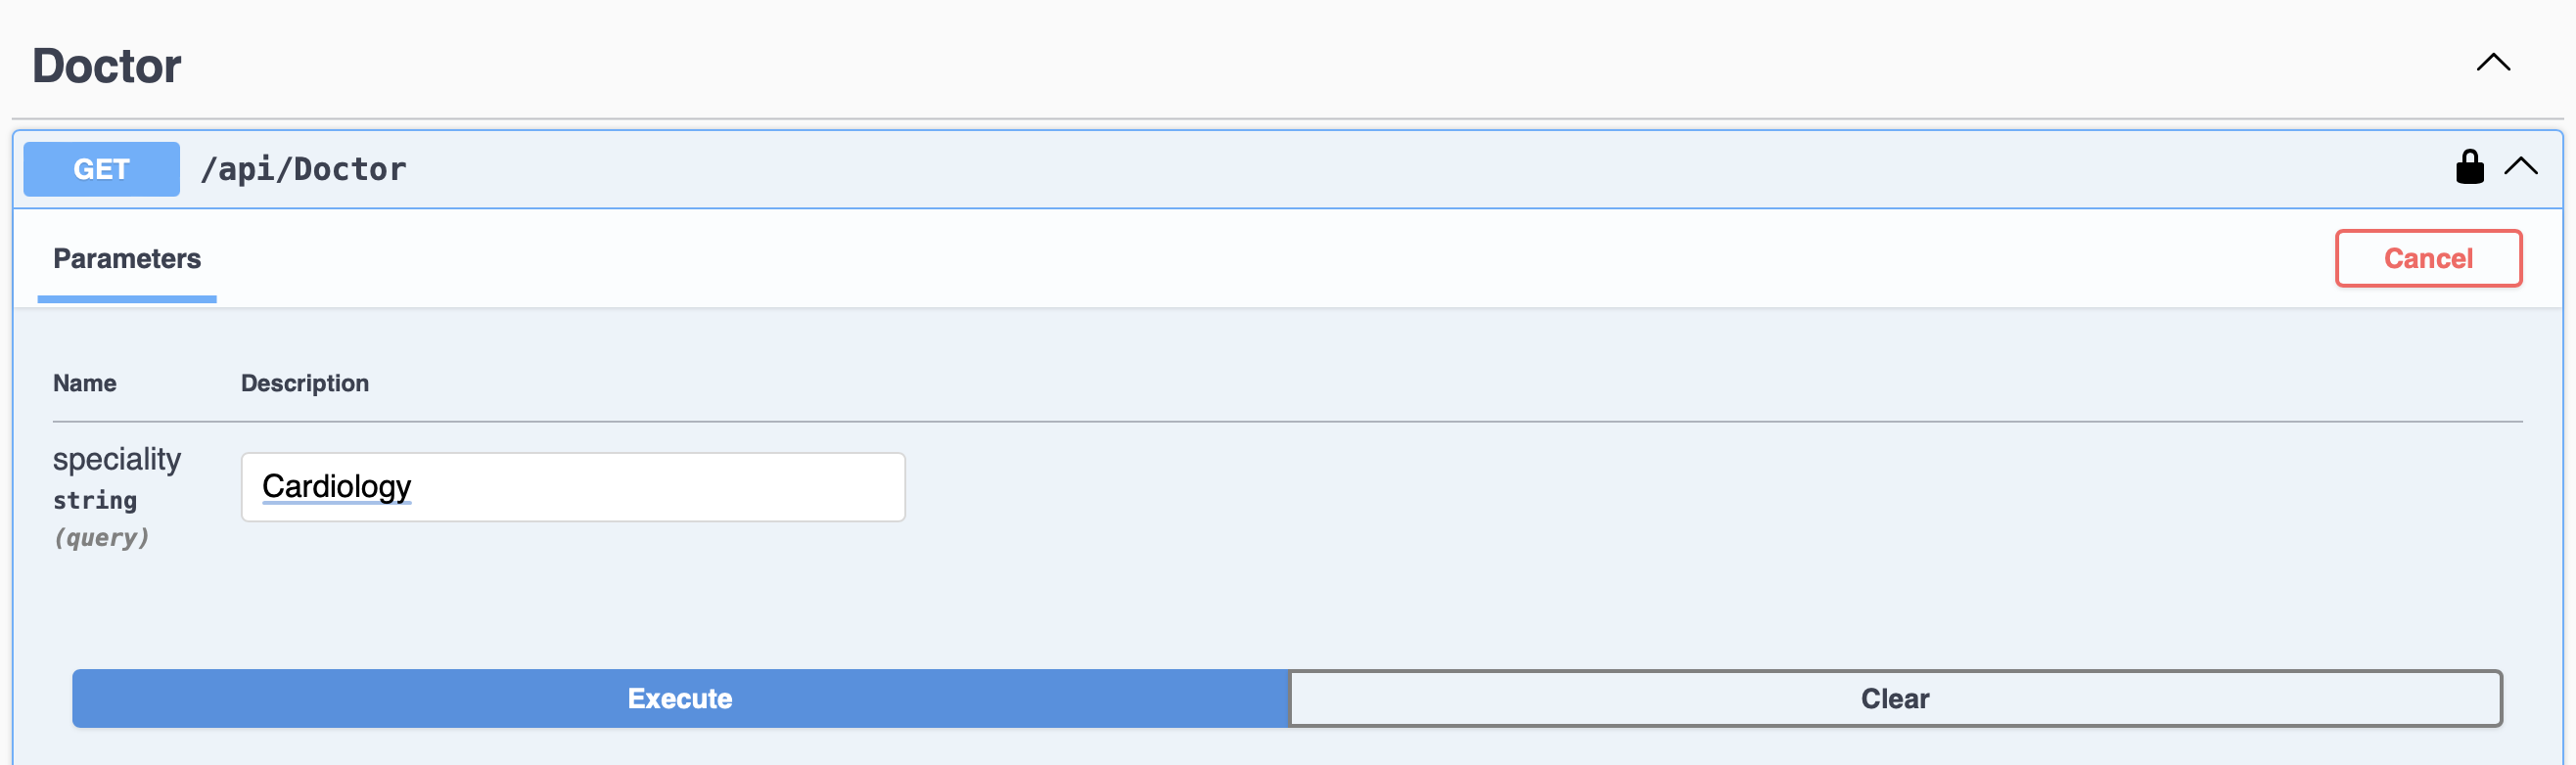 Doctor
GET /api/Doctor
Parameters
Cancel
Name Description
speciality
string
(query)
Cardiology
Execute
Clear